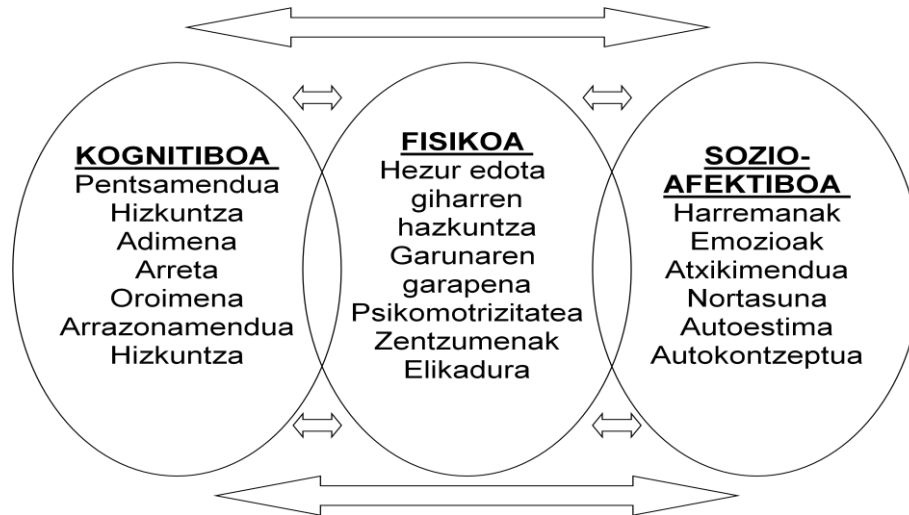 KOGNITIBOA
Pentsamendua
Hizkuntza
Adimena
Arreta
Oroimena
Arrazonamendua
Hizkuntza
FISIKOA
Hezur edota
giharren
hazkuntza
Garunaren
garapena
Psikomotrizitatea
Zentzumenak
Elikadura
SOZIO-
AFEKTIBOA
Harremanak
Emozioak
Atxikimendua
Nortasuna
Autoestima
Autokontzeptua